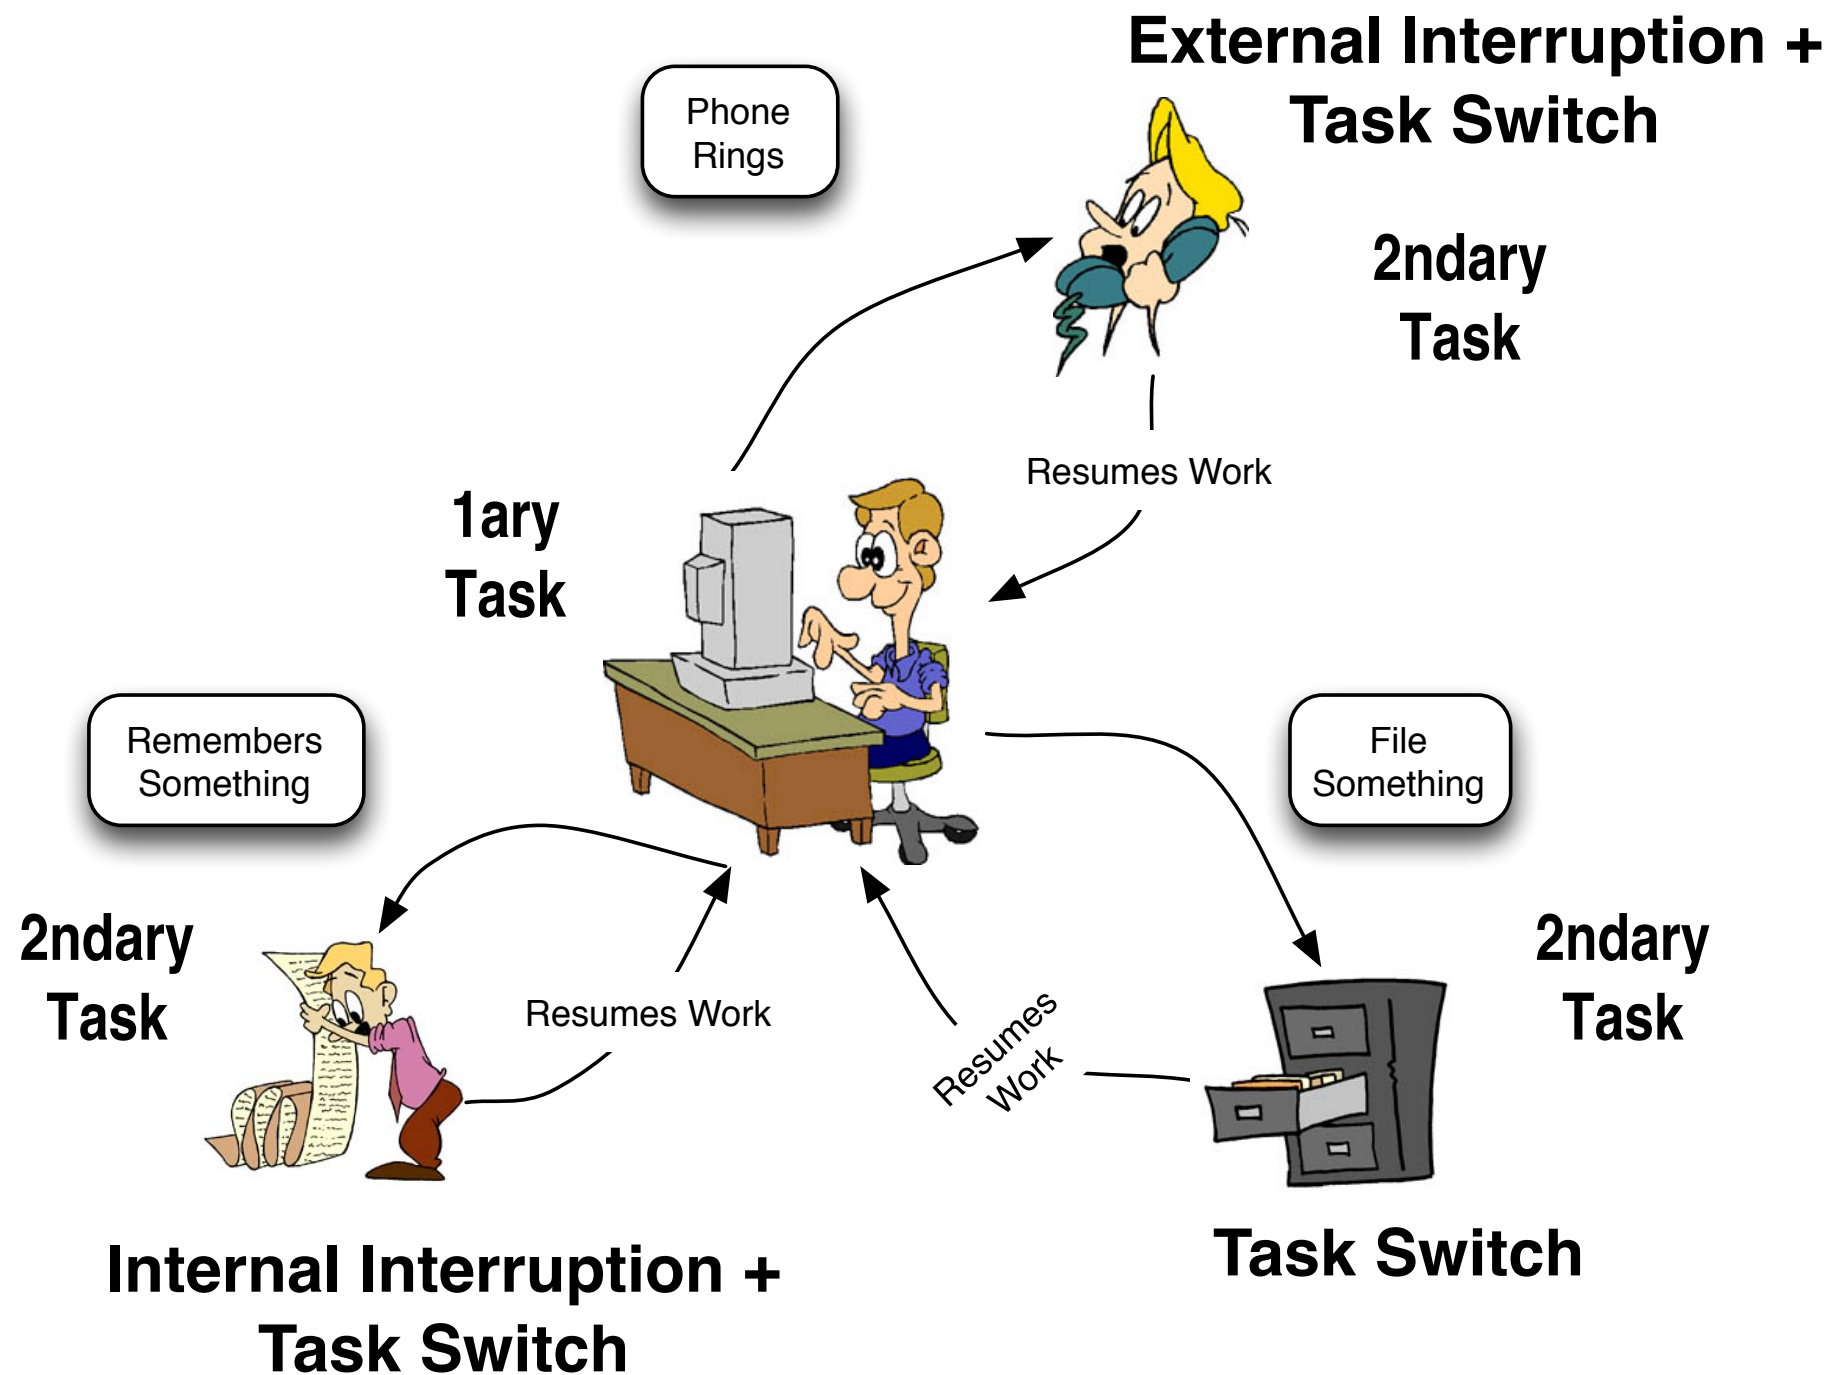 External Interruption +
Task Switch
Phone
Rings
2ndary
Task
Resumes Work
1ary
Task
Remembers
Something
File
Something
2ndary
Task
2ndary
Task
Resumes Work
Resumes
Work
Task Switch
Internal Interruption +
Task Switch